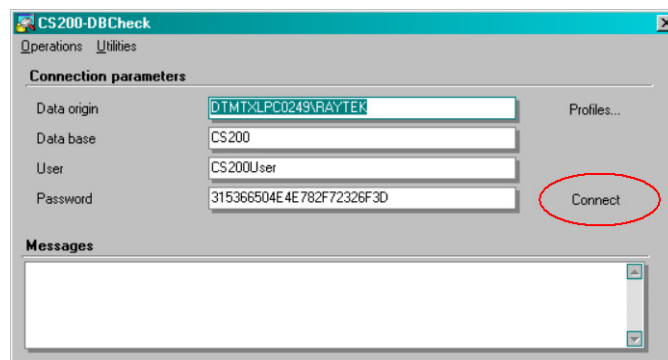 CS200-DBCheck
Operations Utilities
Connection parameters
Data origin DTMTXLPC0249\RAYTEK Profiles...
Data base CS200
User CS200User
Password 315366504E4E782F72326F3D Connect
Messages